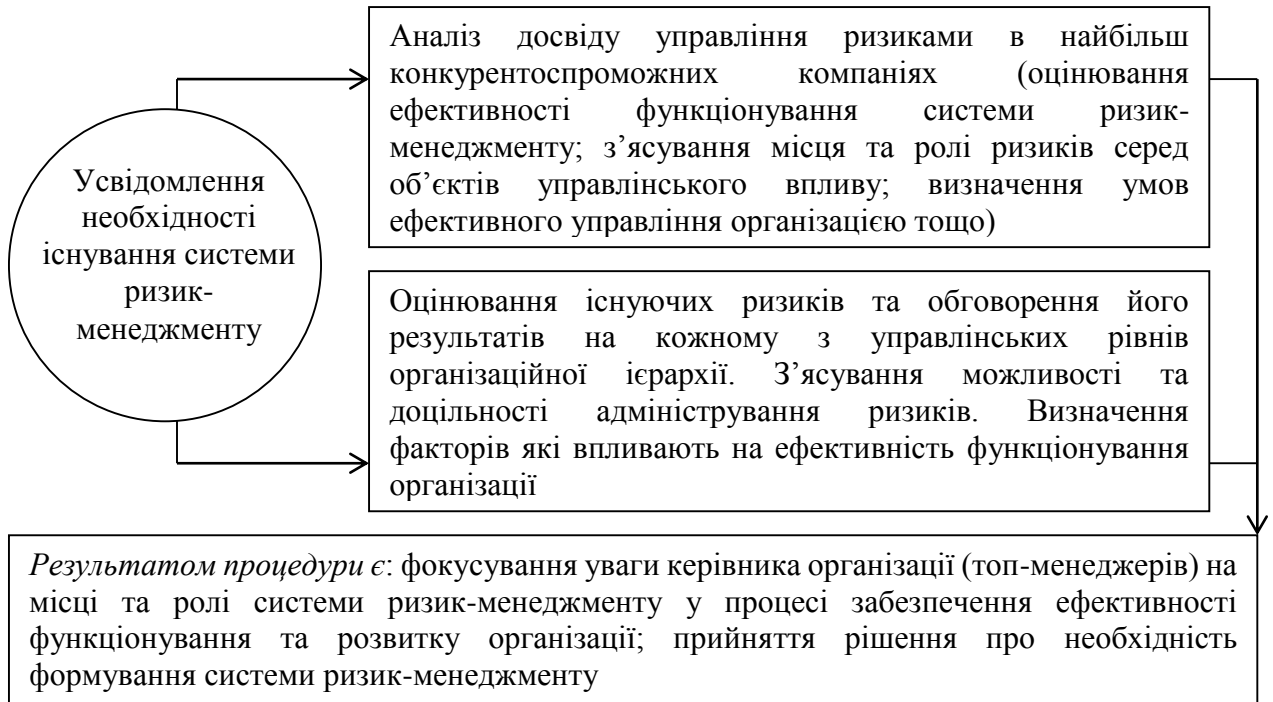 Усвідомлення
необхідності
існування системи
ризик-
менеджменту
Аналіз досвіду управління ризиками в найбільш
конкурентоспроможних компаніях (оцінювання
ефективності функціонування системи ризик-
менеджменту; з’ясування місця та ролі ризиків серед
об’єктів управлінського впливу; визначення умов
ефективного управління організацією тощо)
Оцінювання існуючих ризиків та обговорення його
результатів на кожному з управлінських рівнів
організаційної ієрархії. З’ясування можливості та
доцільності адміністрування ризиків. Визначення
факторів які впливають на ефективність функціонування
організації
Результатом процедури є: фокусування уваги керівника організації (топ-менеджерів) на
місці та ролі системи ризик-менеджменту у процесі забезпечення ефективності
функціонування та розвитку організації; прийняття рішення про необхідність
формування системи ризик-менеджменту